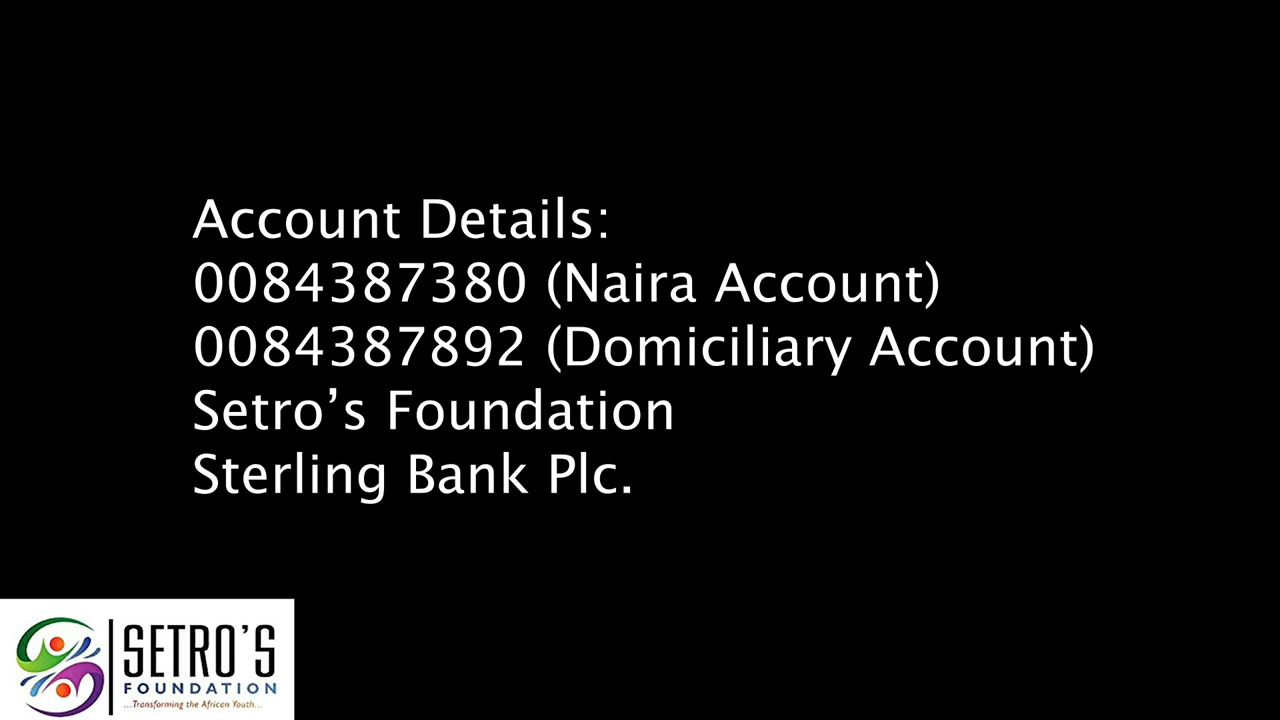 Account Details:
0084387380 (Naira Account)
0084387892 (Domiciliary Account)
Setro’s Foundation
Sterling Bank Plc.
SETRO'S
FOUNDATION
...Transforming the African Youth...